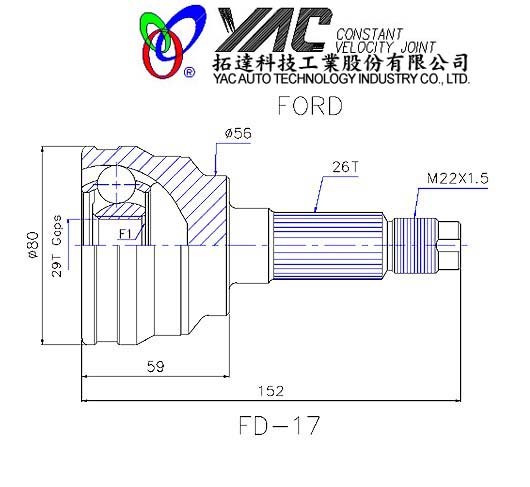 YAC CONSTANT
VELOCITY JOINT
®
拓達科技工業股份有限公司
YAC AUTO TECHNOLOGY INDUSTRY CO., LTD.
FORD
ø56
26T
M22X1.5
ø80
29T Gaps
F1
59
152
FD-17